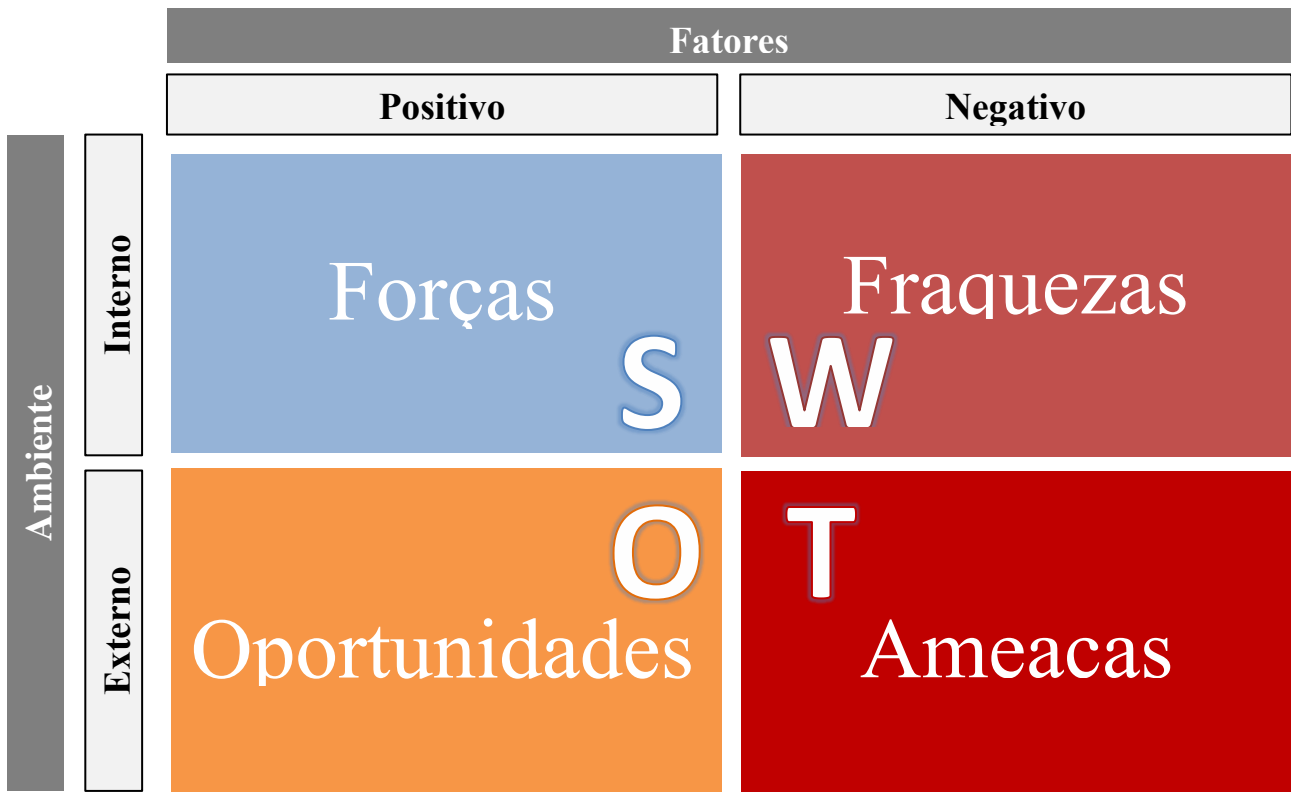 Fatores
Positivo
Negativo
Ambiente
Interno
Forças
S
Fraquezas
W
Externo
O
Oportunidades
T
Ameacas